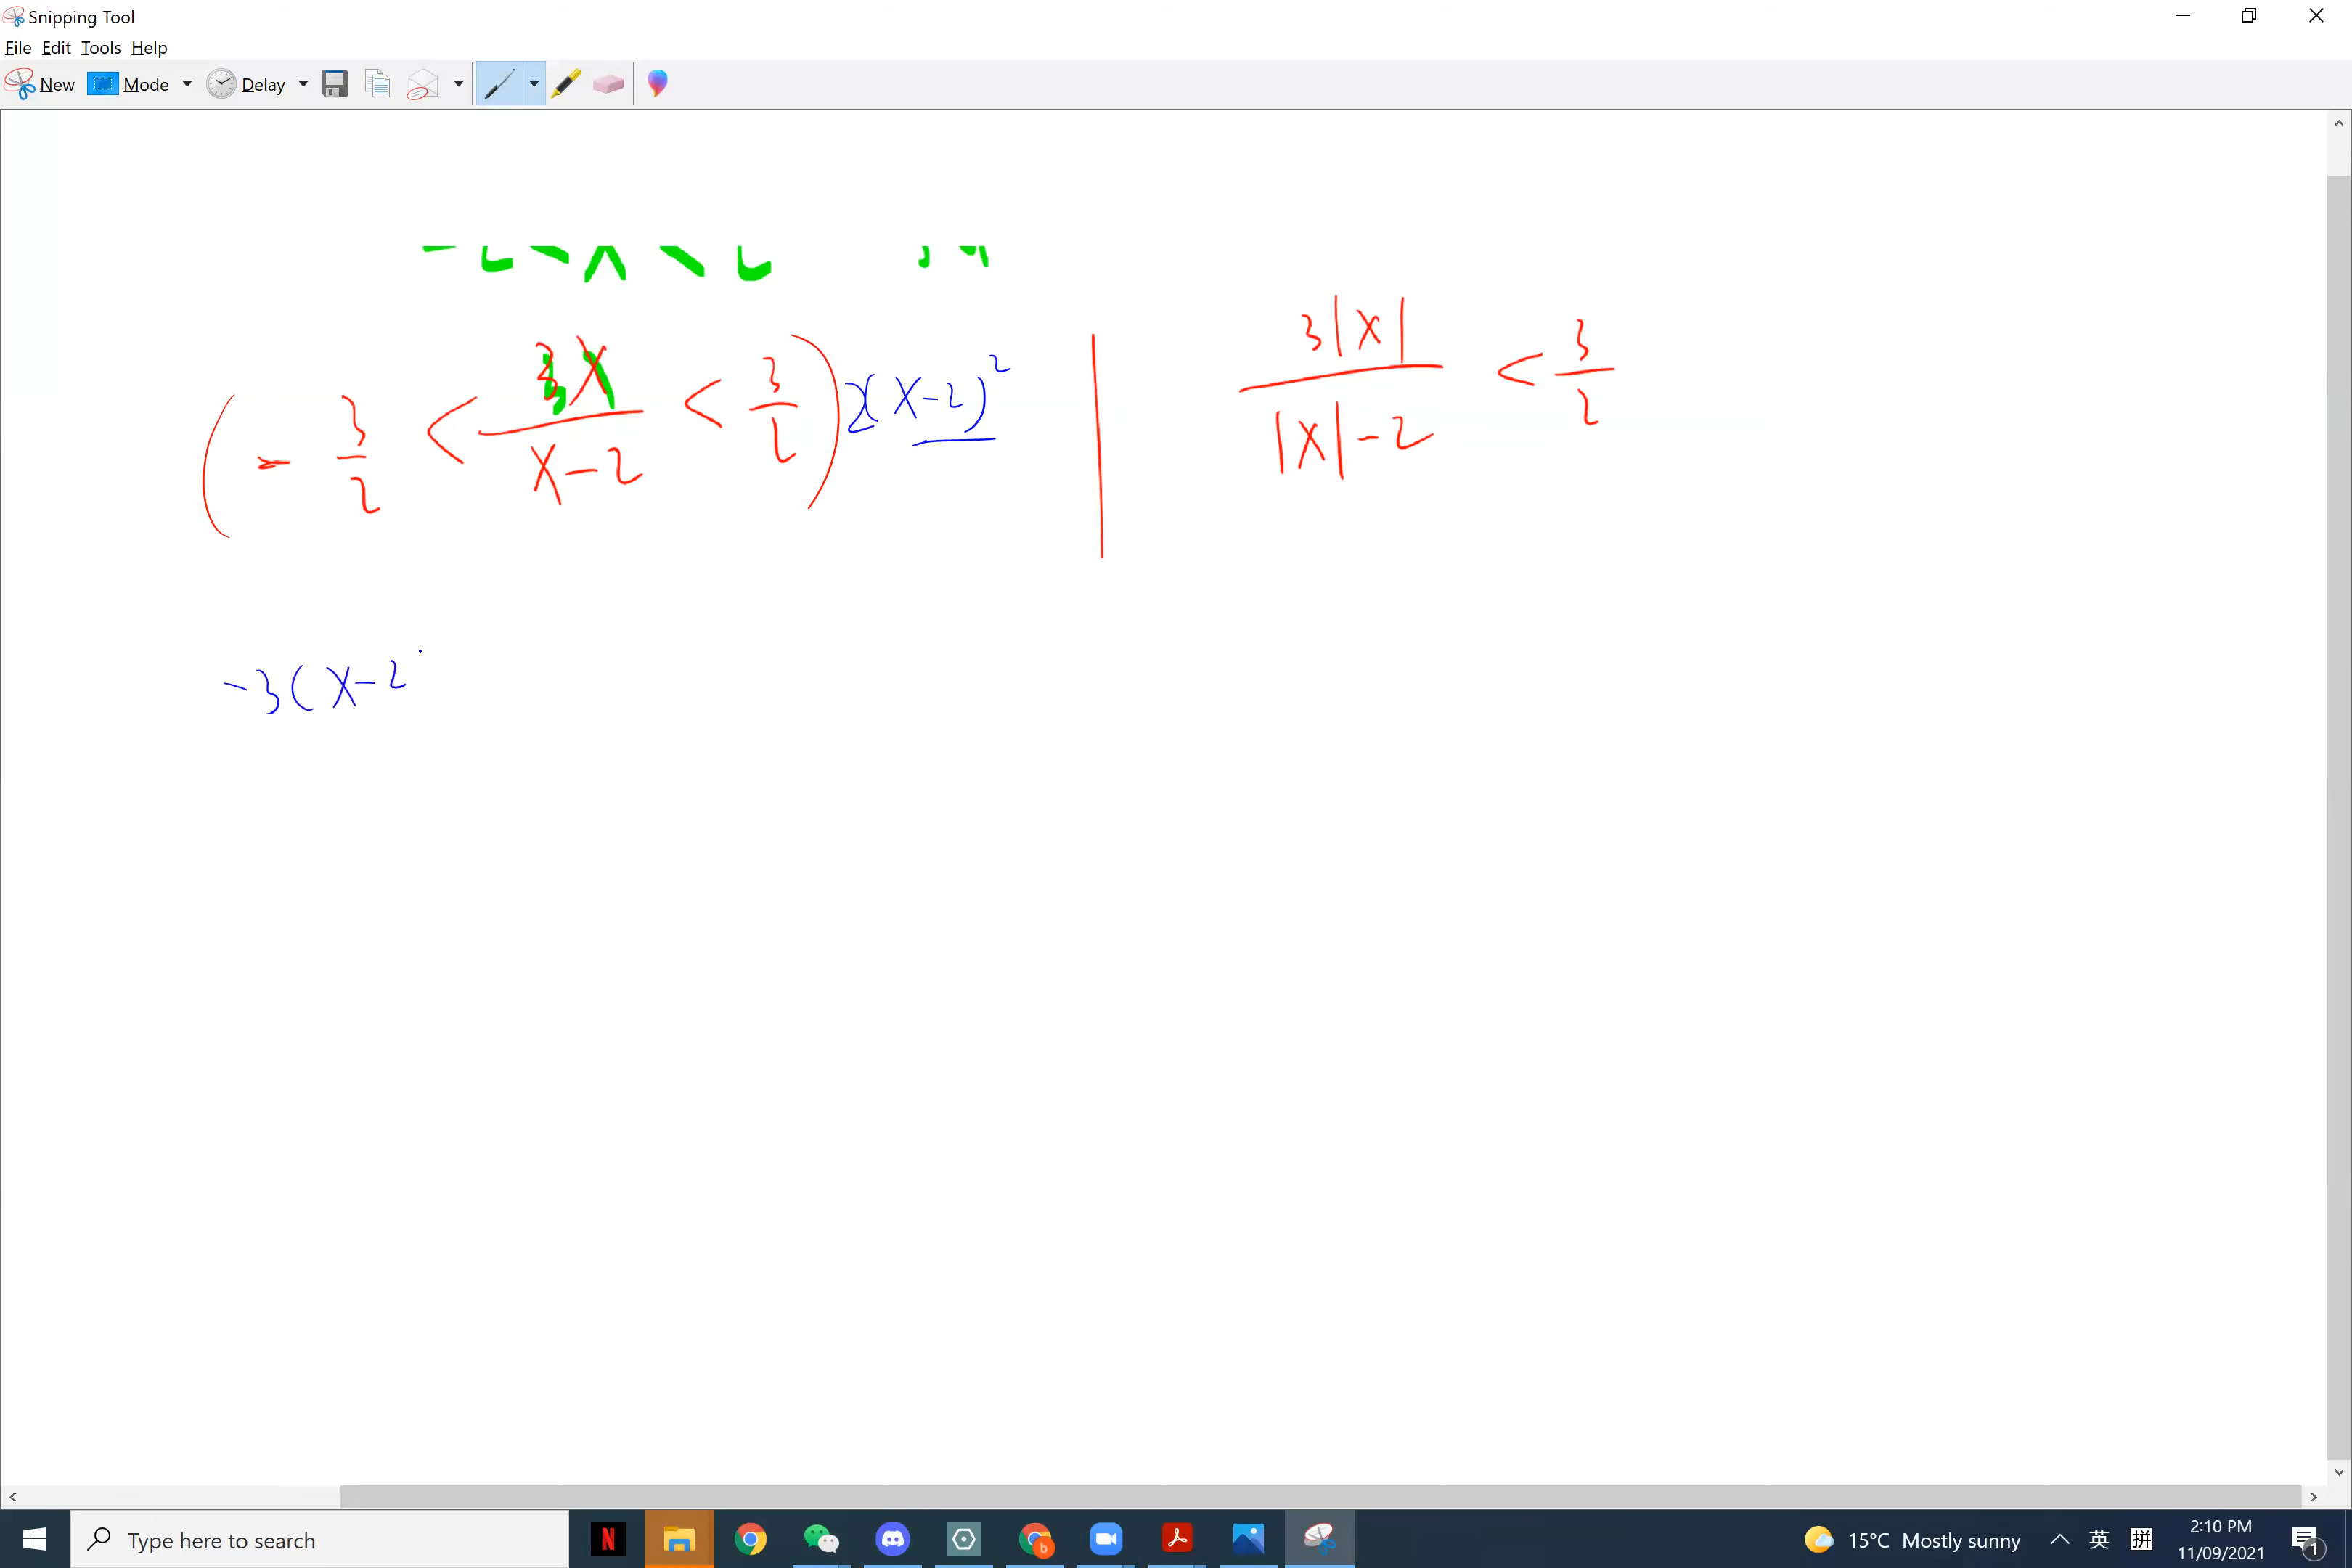 Snipping Tool
File Edit Tools Help
New Mode Delay
( - 3/2 < 3x/(x-2) < 3/2 ) 2(x-2)²
3|x|/(|x|-2) < 3/2
-3(x-2
Type here to search
N
b
15°C Mostly sunny
英
拼
2:10 PM
11/09/2021
1